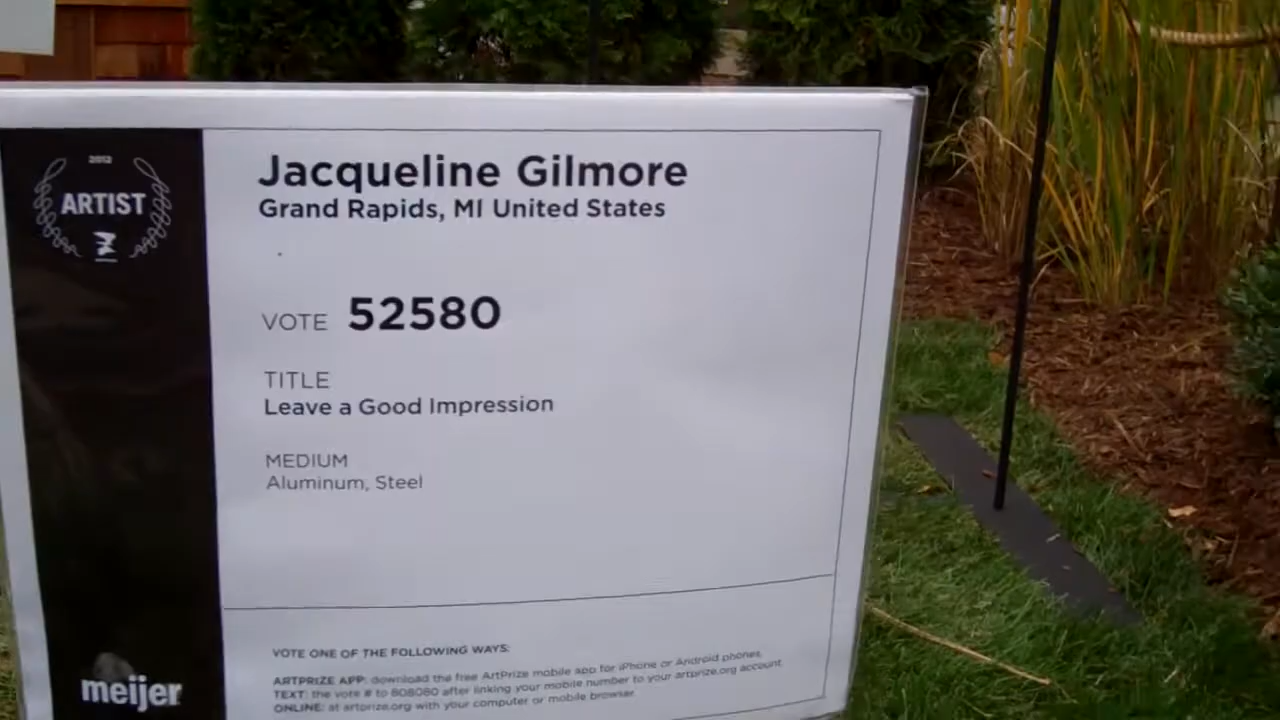 2012
ARTIST
Jacqueline Gilmore
Grand Rapids, MI United States
VOTE 52580
TITLE
Leave a Good Impression
MEDIUM
Aluminum, Steel
VOTE ONE OF THE FOLLOWING WAYS:
ARTPRIZE APP: download the free ArtPrize mobile app for iPhone or Android phones.
TEXT: the vote # to 808080 after linking your mobile number to your artprize.org account.
ONLINE: at artprize.org with your computer or mobile browser.
meijer